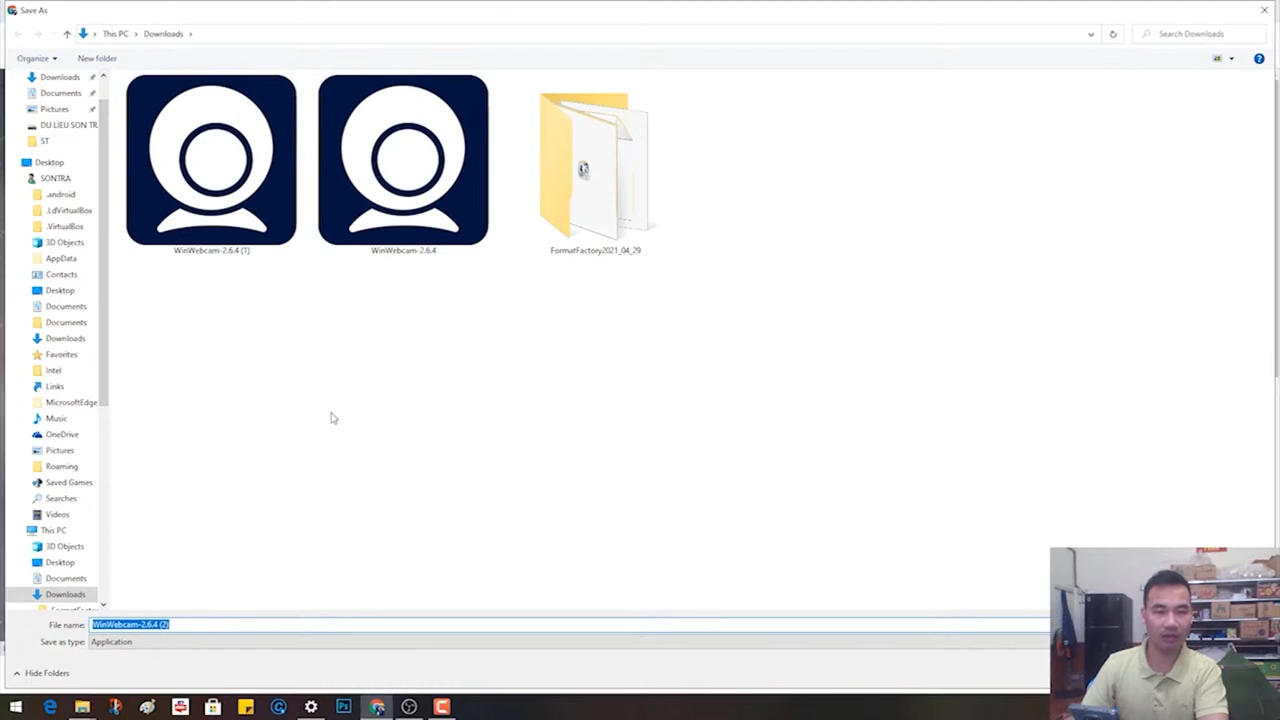 Save As
This PC
Downloads
Search Downloads
Organize
New folder
Downloads
Documents
Pictures
DU LIEU SON TR
ST
Desktop
SONTRA
.android
.LdVirtualBox
.VirtualBox
3D Objects
AppData
Contacts
Desktop
Documents
Documents
Downloads
Favorites
Intel
Links
MicrosoftEdge
Music
OneDrive
Pictures
Roaming
Saved Games
Searches
Videos
This PC
3D Objects
Desktop
Documents
Downloads
WinWebcam-2.6.4 (1)
WinWebcam-2.6.4
FormatFactory2021_04_29
File name:
WinWebcam-2.6.4 (2)
Save as type:
Application
Hide Folders
Ps